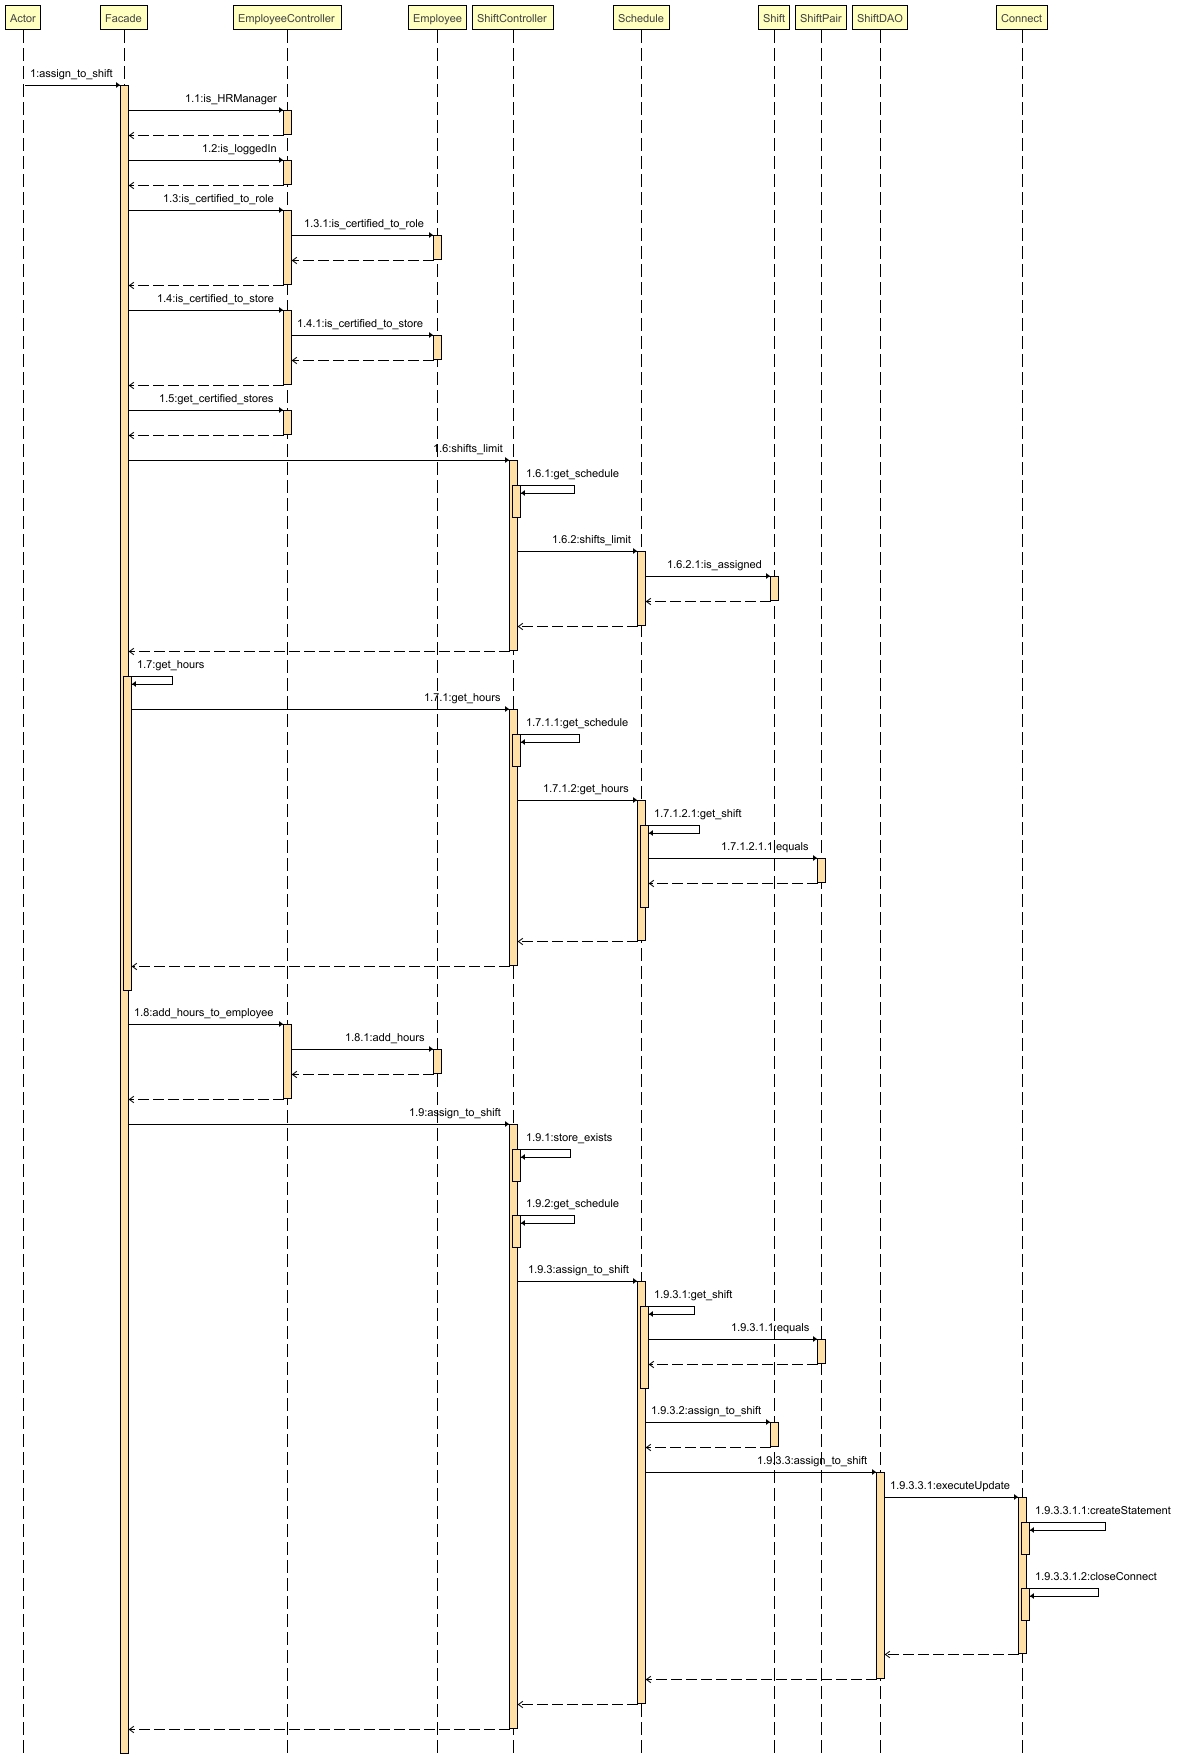 Actor Facade EmployeeController Employee ShiftController Schedule Shift ShiftPair ShiftDAO Connect
1:assign_to_shift
1.1:is_HRManager
1.2:is_loggedIn
1.3:is_certified_to_role
1.3.1:is_certified_to_role
1.4:is_certified_to_store
1.4.1:is_certified_to_store
1.5:get_certified_stores
1.6:shifts_limit
1.6.1:get_schedule
1.6.2:shifts_limit
1.6.2.1:is_assigned
1.7:get_hours
1.7.1:get_hours
1.7.1.1:get_schedule
1.7.1.2:get_hours
1.7.1.2.1:get_shift
1.7.1.2.1.1:equals
1.8:add_hours_to_employee
1.8.1:add_hours
1.9:assign_to_shift
1.9.1:store_exists
1.9.2:get_schedule
1.9.3:assign_to_shift
1.9.3.1:get_shift
1.9.3.1.1:equals
1.9.3.2:assign_to_shift
1.9.3.3:assign_to_shift
1.9.3.3.1:executeUpdate
1.9.3.3.1.1:createStatement
1.9.3.3.1.2:closeConnect